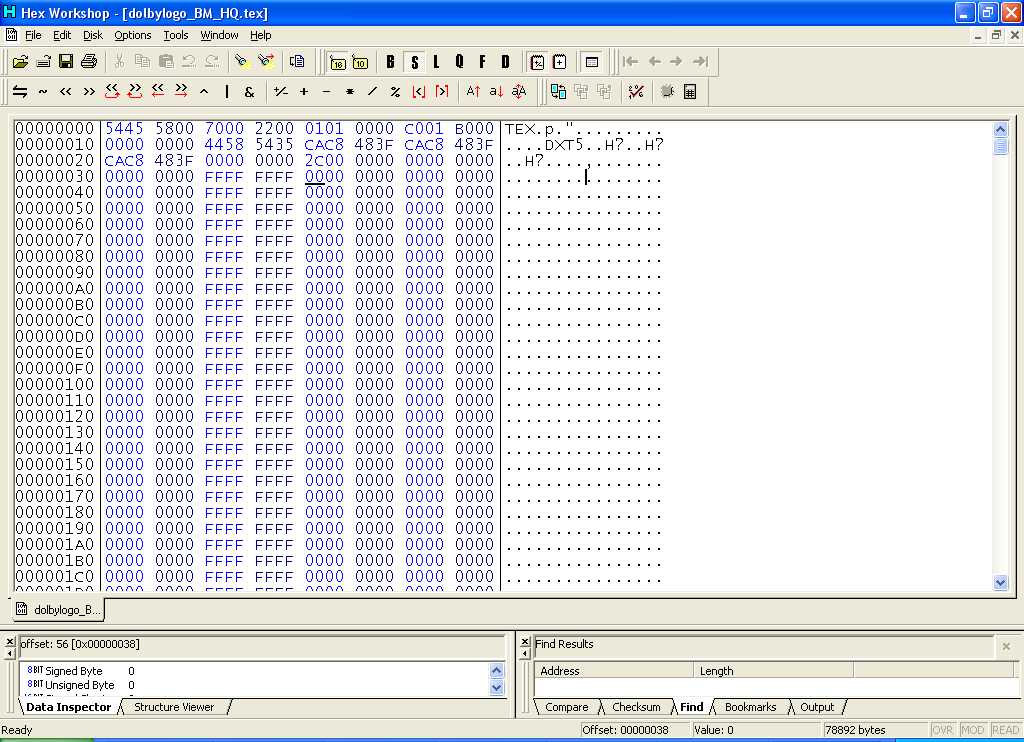 Hex Workshop - [dolbylogo_BM_HQ.tex]
File Edit Disk Options Tools Window Help
B S L Q F D
00000000 5445 5800 7000 2200 0101 0000 C001 B000 TEX.p.".........
00000010 0000 0000 4458 5435 CAC8 483F CAC8 483F ....DXT5..H?..H?
00000020 CAC8 483F 0000 0000 2C00 0000 0000 0000 ..H?....,.......
00000030 0000 0000 FFFF FFFF 0000 0000 0000 0000 ................
00000040 0000 0000 FFFF FFFF 0000 0000 0000 0000 ................
00000050 0000 0000 FFFF FFFF 0000 0000 0000 0000 ................
00000060 0000 0000 FFFF FFFF 0000 0000 0000 0000 ................
00000070 0000 0000 FFFF FFFF 0000 0000 0000 0000 ................
00000080 0000 0000 FFFF FFFF 0000 0000 0000 0000 ................
00000090 0000 0000 FFFF FFFF 0000 0000 0000 0000 ................
000000A0 0000 0000 FFFF FFFF 0000 0000 0000 0000 ................
000000B0 0000 0000 FFFF FFFF 0000 0000 0000 0000 ................
000000C0 0000 0000 FFFF FFFF 0000 0000 0000 0000 ................
000000D0 0000 0000 FFFF FFFF 0000 0000 0000 0000 ................
000000E0 0000 0000 FFFF FFFF 0000 0000 0000 0000 ................
000000F0 0000 0000 FFFF FFFF 0000 0000 0000 0000 ................
00000100 0000 0000 FFFF FFFF 0000 0000 0000 0000 ................
00000110 0000 0000 FFFF FFFF 0000 0000 0000 0000 ................
00000120 0000 0000 FFFF FFFF 0000 0000 0000 0000 ................
00000130 0000 0000 FFFF FFFF 0000 0000 0000 0000 ................
00000140 0000 0000 FFFF FFFF 0000 0000 0000 0000 ................
00000150 0000 0000 FFFF FFFF 0000 0000 0000 0000 ................
00000160 0000 0000 FFFF FFFF 0000 0000 0000 0000 ................
00000170 0000 0000 FFFF FFFF 0000 0000 0000 0000 ................
00000180 0000 0000 FFFF FFFF 0000 0000 0000 0000 ................
00000190 0000 0000 FFFF FFFF 0000 0000 0000 0000 ................
000001A0 0000 0000 FFFF FFFF 0000 0000 0000 0000 ................
000001B0 0000 0000 FFFF FFFF 0000 0000 0000 0000 ................
000001C0 0000 0000 FFFF FFFF 0000 0000 0000 0000 ................
dolbylogo_B...
offset: 56 [0x00000038]
Find Results
8BIT Signed Byte 0
8BIT Unsigned Byte 0
Address Length
Data Inspector Structure Viewer
Compare Checksum Find Bookmarks Output
Ready
Offset: 00000038 Value: 0 78892 bytes OVR MOD READ